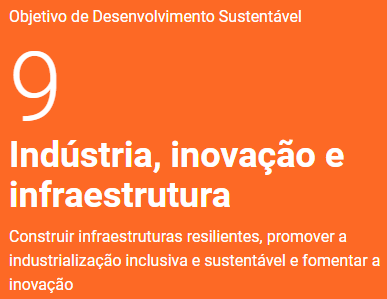 Objetivo de Desenvolvimento Sustentável
9
Indústria, inovação e
infraestrutura
Construir infraestruturas resilientes, promover a
industrialização inclusiva e sustentável e fomentar a
inovação